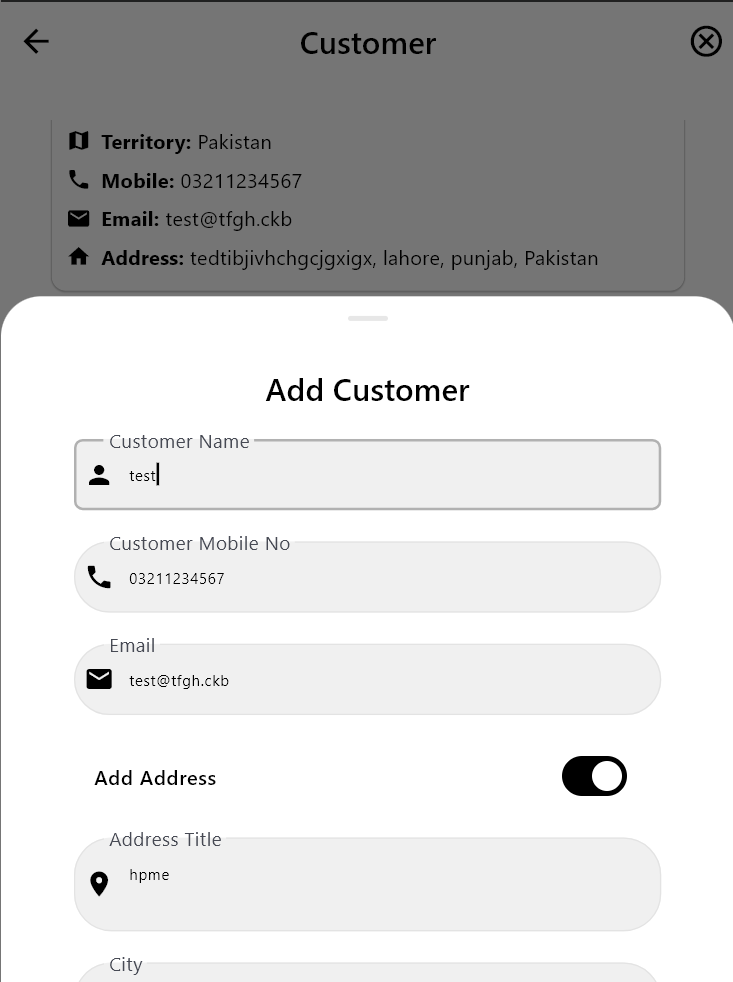 Customer
Territory: Pakistan
Mobile: 03211234567
Email: test@tfgh.ckb
Address: tedtibjivhchgcjgxigx, lahore, punjab, Pakistan
Add Customer
Customer Name
test
Customer Mobile No
03211234567
Email
test@tfgh.ckb
Add Address
Address Title
hpme
City